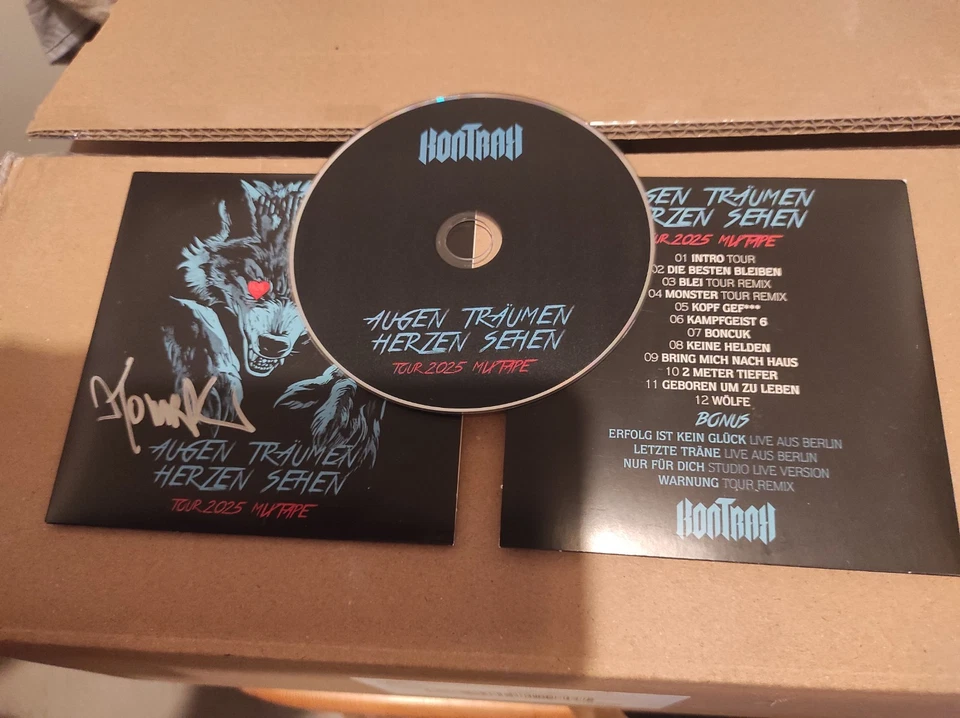 KONTRAK
AUGEN TRÄUMEN
HERZEN SEHEN
TOUR 2025 MIXTAPE
AUGEN TRÄUMEN
HERZEN SEHEN
TOUR 2025 MIXTAPE
GEN TRÄUMEN
ERZEN SEHEN
UR 2025 MIXTAPE
01 INTRO TOUR
02 DIE BESTEN BLEIBEN
03 BLEI TOUR REMIX
04 MONSTER TOUR REMIX
05 KOPF GEF***
06 KAMPFGEIST 6
07 BONCUK
08 KEINE HELDEN
09 BRING MICH NACH HAUS
10 2 METER TIEFER
11 GEBOREN UM ZU LEBEN
12 WÖLFE
BONUS
ERFOLG IST KEIN GLÜCK LIVE AUS BERLIN
LETZTE TRÄNE LIVE AUS BERLIN
NUR FÜR DICH STUDIO LIVE VERSION
WARNUNG TOUR REMIX
KONTRAK